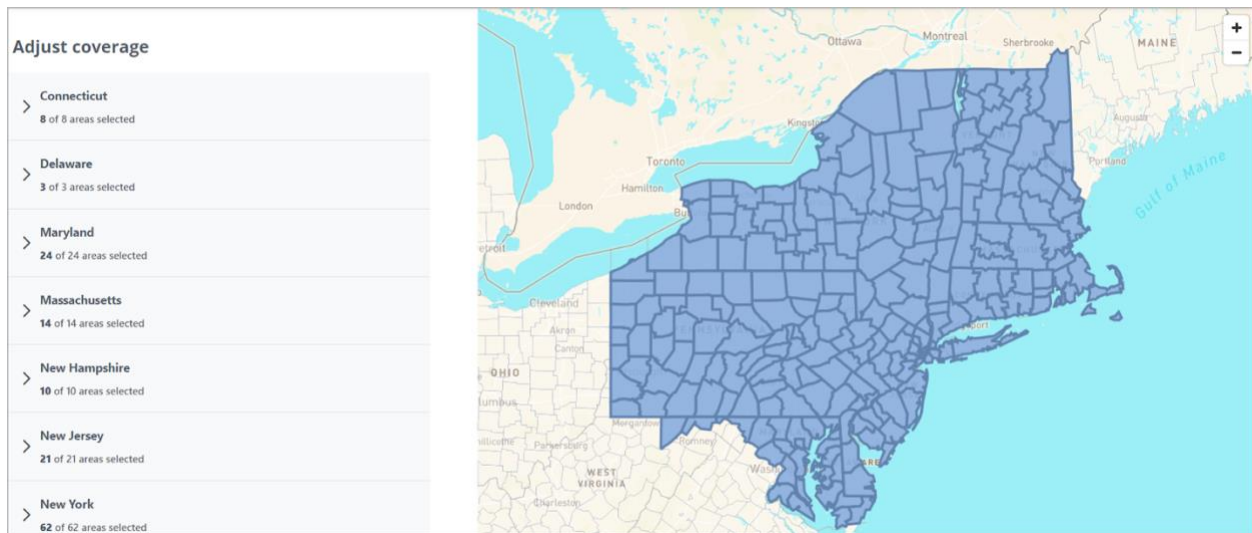 Adjust coverage
Connecticut
8 of 8 areas selected
Delaware
3 of 3 areas selected
Maryland
24 of 24 areas selected
Massachusetts
14 of 14 areas selected
New Hampshire
10 of 10 areas selected
New Jersey
21 of 21 areas selected
New York
62 of 62 areas selected
+
−
Ottawa
Montreal
Sherbrooke
MAINE
Augusta
Portland
Gulf of Maine
Toronto
Hamilton
London
Cleveland
Akron
Canton
OHIO
Parkersburg
Romney
WEST
VIRGINIA
Charleston